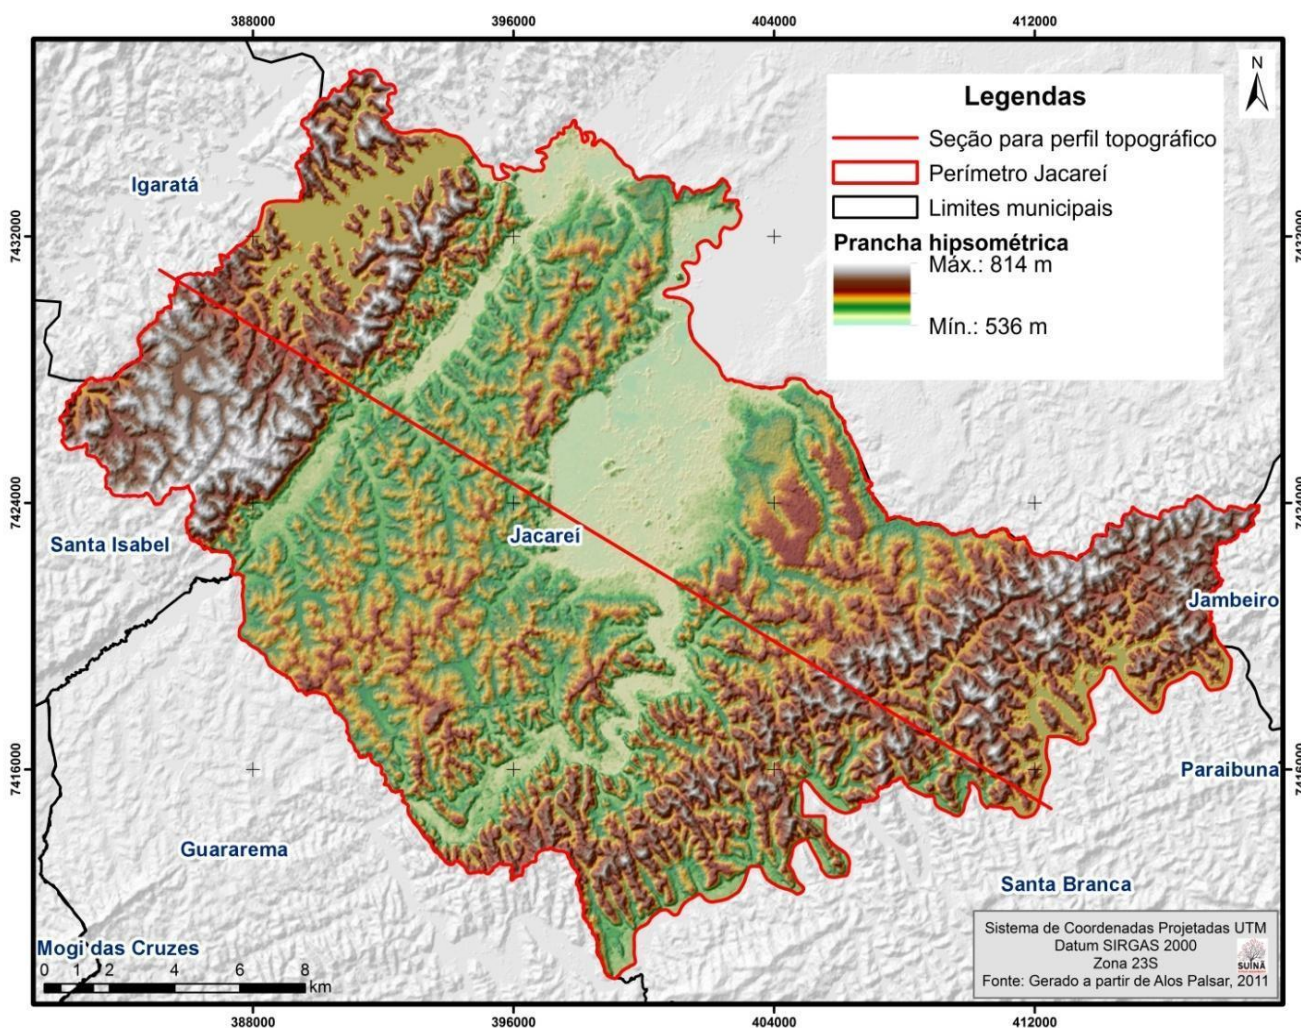 388000 396000 404000 412000
N
Legendas
Seção para perfil topográfico
Perímetro Jacareí
Limites municipais
Prancha hipsométrica
Máx.: 814 m
Mín.: 536 m
Igaratá
7432000 7432000
7424000 7424000
Jacareí
Santa Isabel
Jambeiro
7416000 7416000
Paraibuna
Guararema
Santa Branca
Mogi das Cruzes
0 1 2 4 6 8
km
Sistema de Coordenadas Projetadas UTM
Datum SIRGAS 2000
Zona 23S
Fonte: Gerado a partir de Alos Palsar, 2011
SUINÃ
388000 396000 404000 412000